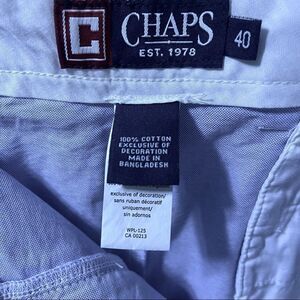 C
CHAPS
EST. 1978
40
100% COTTON
EXCLUSIVE OF
DECORATION
MADE IN
BANGLADESH
exclusive of decoration/
sans ruban décoratif
uniquement/
sin adornos
WPL-125
CA 00213